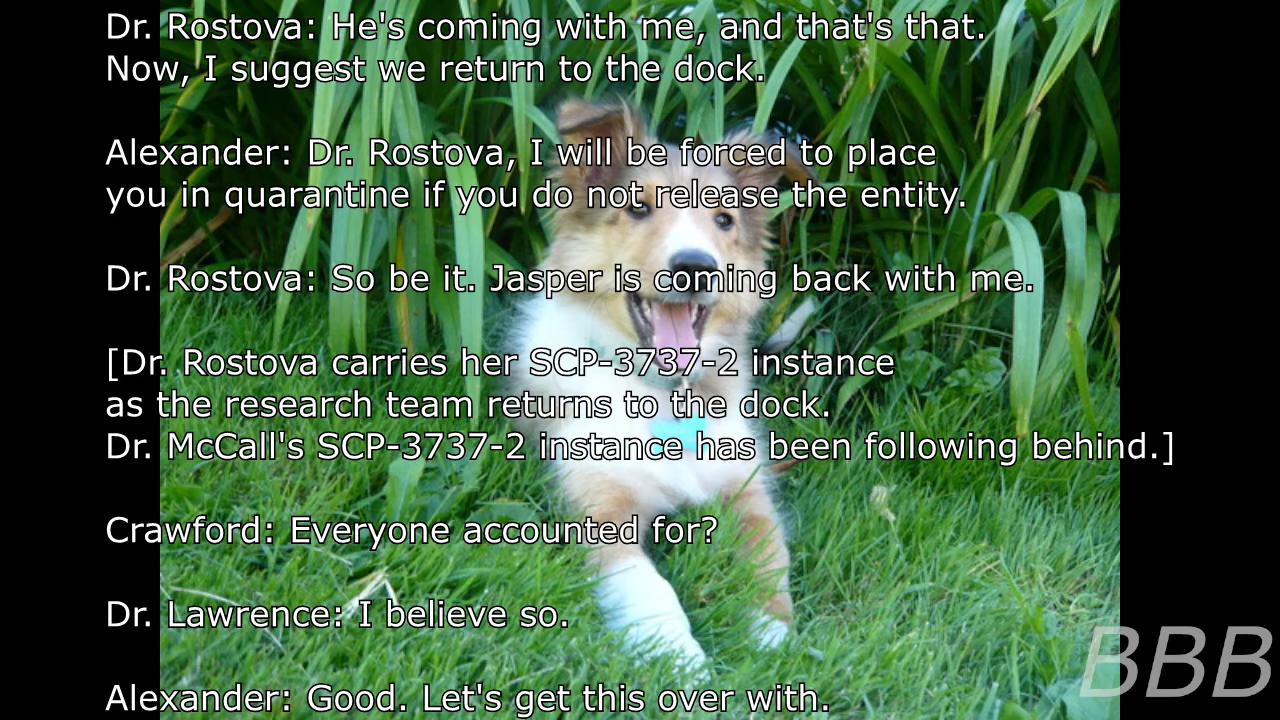 Dr. Rostova: He's coming with me, and that's that.
Now, I suggest we return to the dock.
Alexander: Dr. Rostova, I will be forced to place
you in quarantine if you do not release the entity.
Dr. Rostova: So be it. Jasper is coming back with me.
[Dr. Rostova carries her SCP-3737-2 instance
as the research team returns to the dock.
Dr. McCall's SCP-3737-2 instance has been following behind.]
Crawford: Everyone accounted for?
Dr. Lawrence: I believe so.
Alexander: Good. Let's get this over with.
BBB